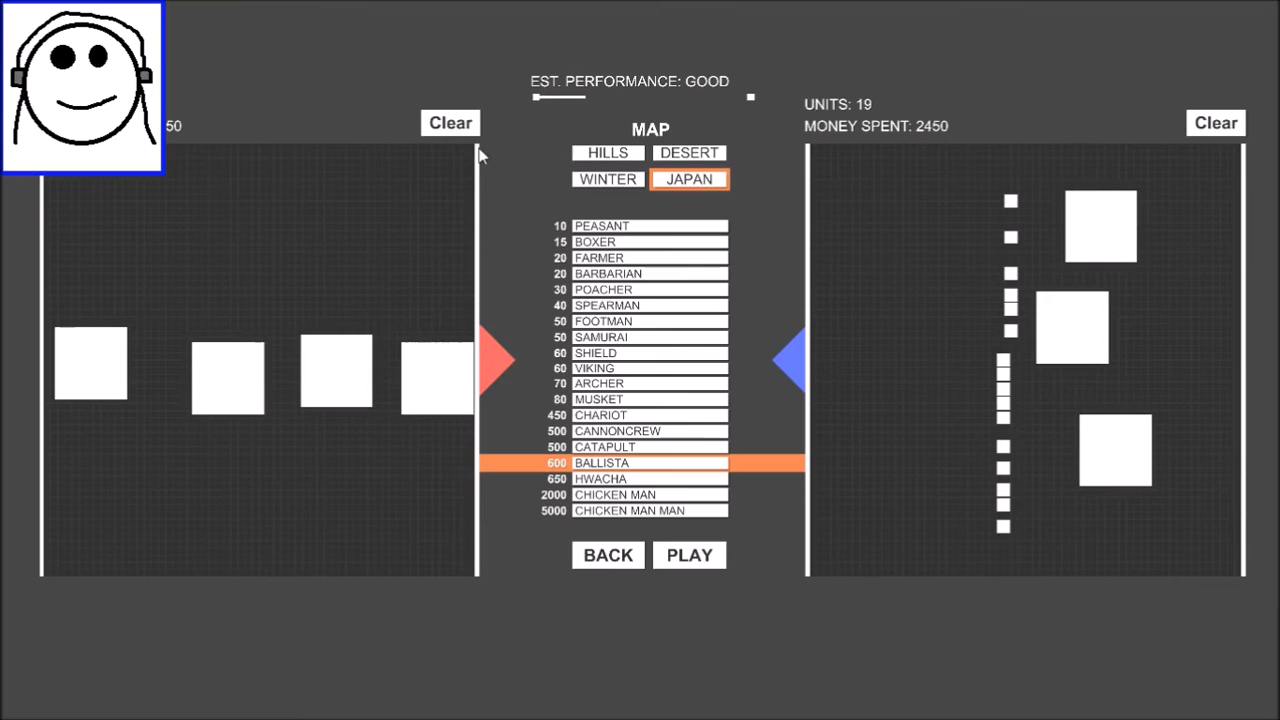 EST. PERFORMANCE: GOOD
UNITS: 19
50
Clear
MAP
MONEY SPENT: 2450
Clear
HILLS
DESERT
WINTER
JAPAN
10 PEASANT
15 BOXER
20 FARMER
20 BARBARIAN
30 POACHER
40 SPEARMAN
50 FOOTMAN
50 SAMURAI
60 SHIELD
60 VIKING
70 ARCHER
80 MUSKET
450 CHARIOT
500 CANNONCREW
500 CATAPULT
600 BALLISTA
650 HWACHA
2000 CHICKEN MAN
5000 CHICKEN MAN MAN
BACK
PLAY